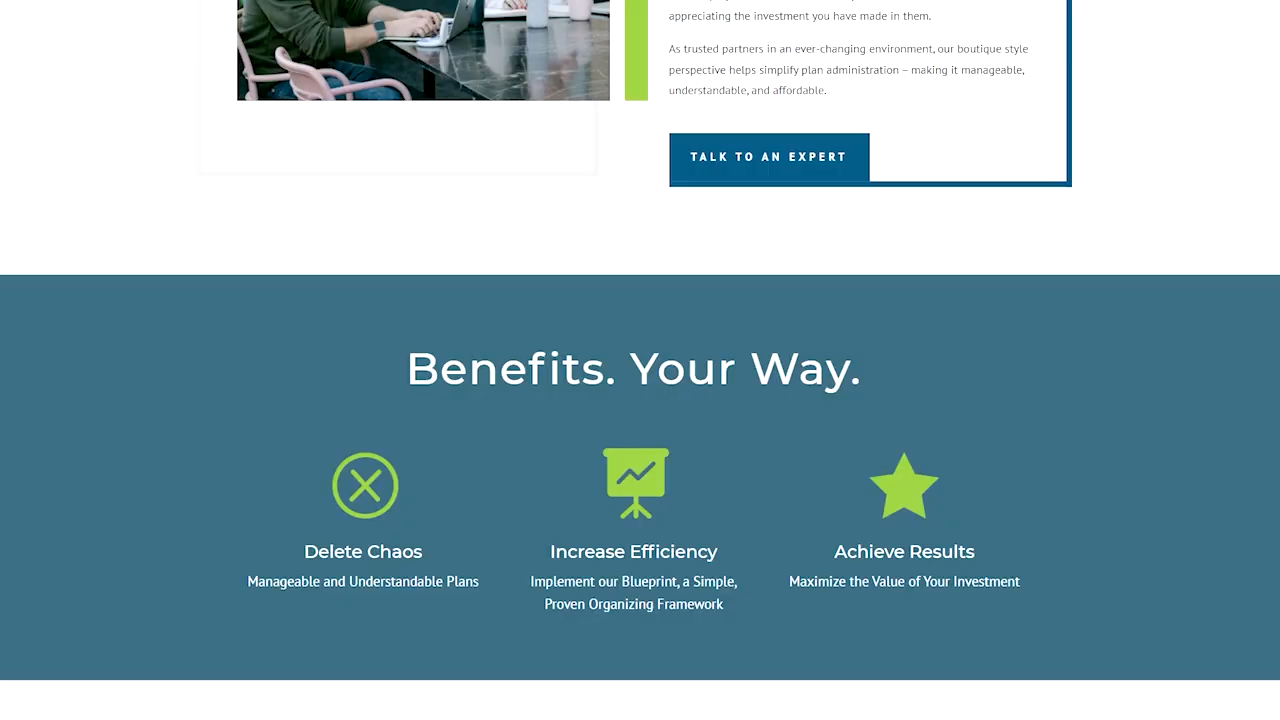 appreciating the investment you have made in them.
As trusted partners in an ever-changing environment, our boutique style
perspective helps simplify plan administration – making it manageable,
understandable, and affordable.
TALK TO AN EXPERT
Benefits. Your Way.
Delete Chaos
Manageable and Understandable Plans
Increase Efficiency
Implement our Blueprint, a Simple,
Proven Organizing Framework
Achieve Results
Maximize the Value of Your Investment